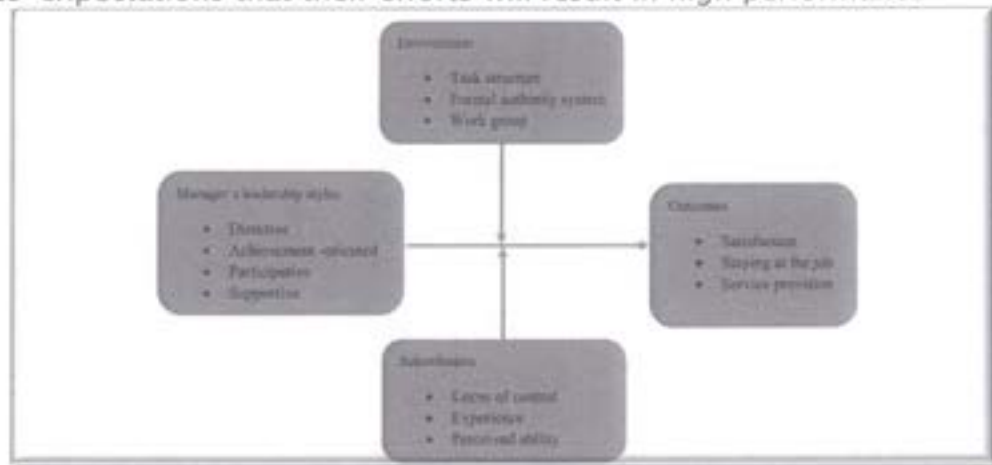 expectations that their efforts will result in high performance
Environment
• Task structure
• Formal authority system
• Work group
Manager's leadership styles
• Directive
• Achievement -oriented
• Participative
• Supportive
Outcomes
• Satisfaction
• Staying at the job
• Service provision
Subordinates
• Locus of control
• Experience
• Perceived ability